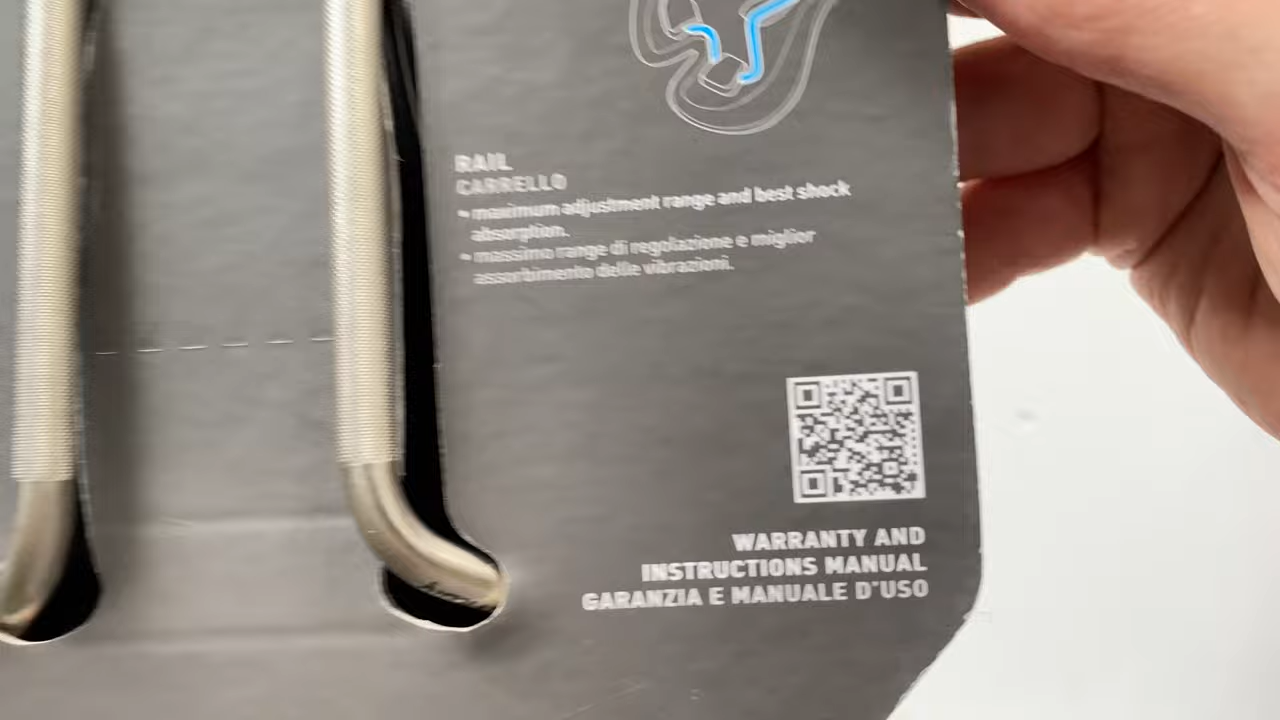 RAIL
CARRELLO
~ maximum adjustment range and best shock
absorption.
~ massimo range di regolazione e miglior
assorbimento delle vibrazioni.
WARRANTY AND
INSTRUCTIONS MANUAL
GARANZIA E MANUALE D'USO